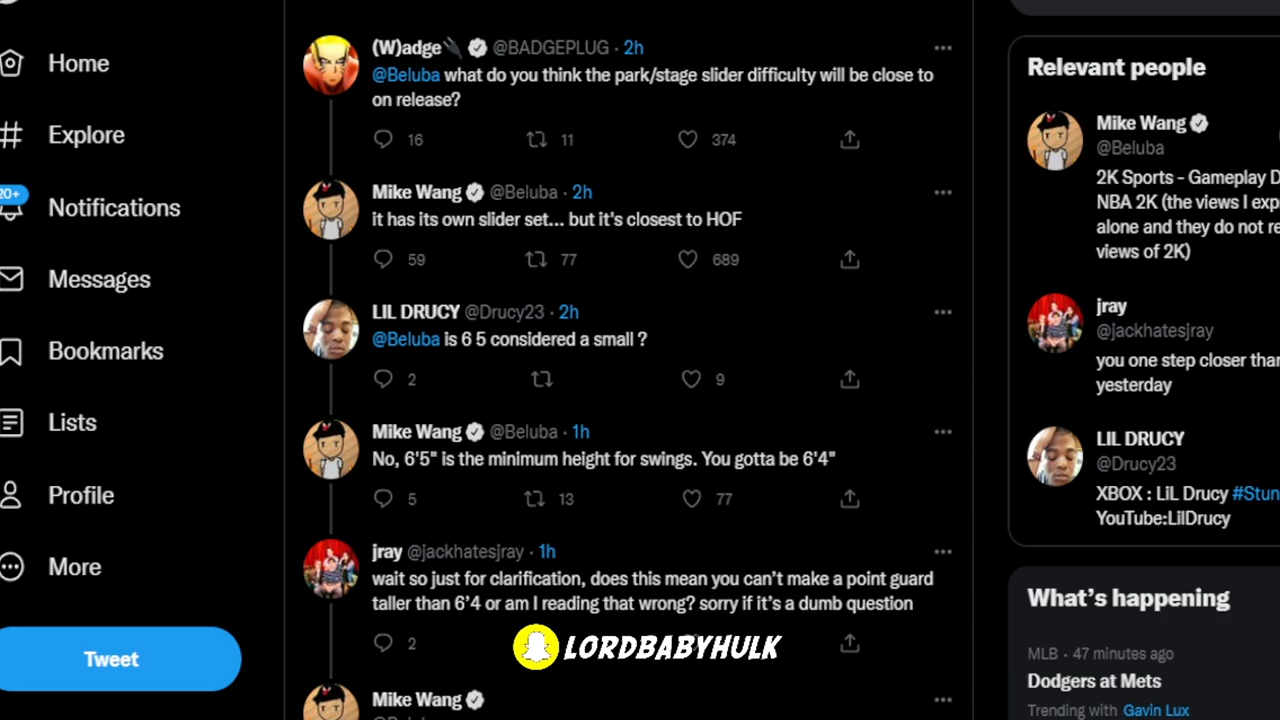 Home
Explore
20+
Notifications
Messages
Bookmarks
Lists
Profile
More
Tweet
(W)adge @BADGEPLUG · 2h
@Beluba what do you think the park/stage slider difficulty will be close to
on release?
16 11 374
Mike Wang @Beluba · 2h
it has its own slider set... but it's closest to HOF
59 77 689
LIL DRUCY @Drucy23 · 2h
@Beluba is 6 5 considered a small ?
2 9
Mike Wang @Beluba · 1h
No, 6'5" is the minimum height for swings. You gotta be 6'4"
5 13 77
jray @jackhatesjray · 1h
wait so just for clarification, does this mean you can't make a point guard
taller than 6'4 or am I reading that wrong? sorry if it's a dumb question
2
LORDBABYHULK
Mike Wang
Relevant people
Mike Wang
@Beluba
2K Sports - Gameplay D
NBA 2K (the views I exp
alone and they do not re
views of 2K)
jray
@jackhatesjray
you one step closer than
yesterday
LIL DRUCY
@Drucy23
XBOX : LiL Drucy #Stun
YouTube:LilDrucy
What's happening
MLB · 47 minutes ago
Dodgers at Mets
Trending with Gavin Lux